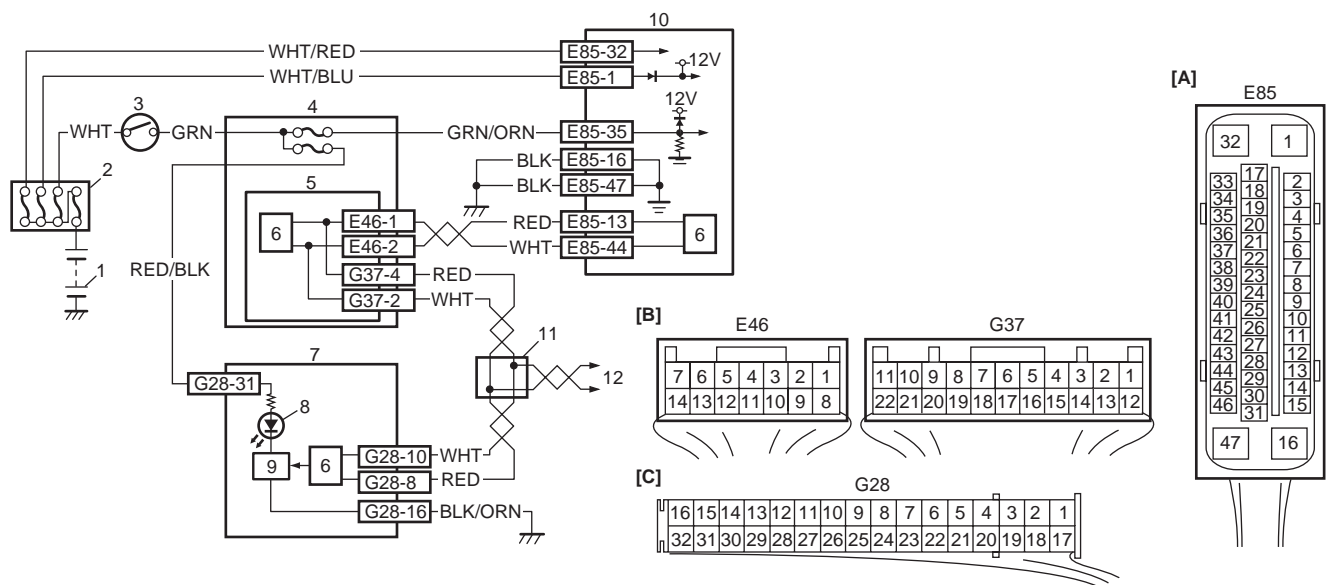 10
WHT/RED
E85-32
12V
WHT/BLU
E85-1
[A]
E85
3
4
12V
WHT
GRN
GRN/ORN
E85-35
BLK
E85-16
2
5
BLK
E85-47
6
E46-1
RED
E85-13
6
E46-2
WHT
E85-44
1
RED/BLK
G37-4
RED
G37-2
WHT
7
11
12
G28-31
8
9
6
G28-10
WHT
G28-8
RED
G28-16
BLK/ORN
[B]
E46
7 6 5 4 3 2 1
14 13 12 11 10 9 8
G37
11 10 9 8 7 6 5 4 3 2 1
22 21 20 19 18 17 16 15 14 13 12
[C]
G28
16 15 14 13 12 11 10 9 8 7 6 5 4 3 2 1
32 31 30 29 28 27 26 25 24 23 22 21 20 19 18 17
32 1
17
33 18 2
34 19 3
35 20 4
36 21 5
37 22 6
38 23 7
39 24 8
40 25 9
41 26 10
42 27 11
43 28 12
44 29 13
45 30 14
46 31 15
47 16